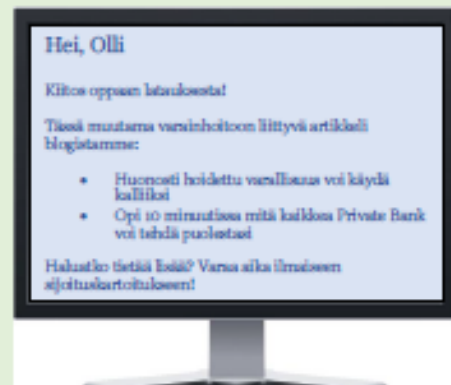 Hei, Olli
Kiitos oppaan latauksesta!
Tässä muutama varainhoitoon liittyvä artikkeli
blogistamme:
• Huonosti hoidettu varallisuus voi käydä
kalliiksi
• Opi 10 minuutissa mitä kaikkea Private Bank
voi tehdä puolestasi
Haluatko tietää lisää? Varaa aika ilmaiseen
sijoituskartoitukseen!